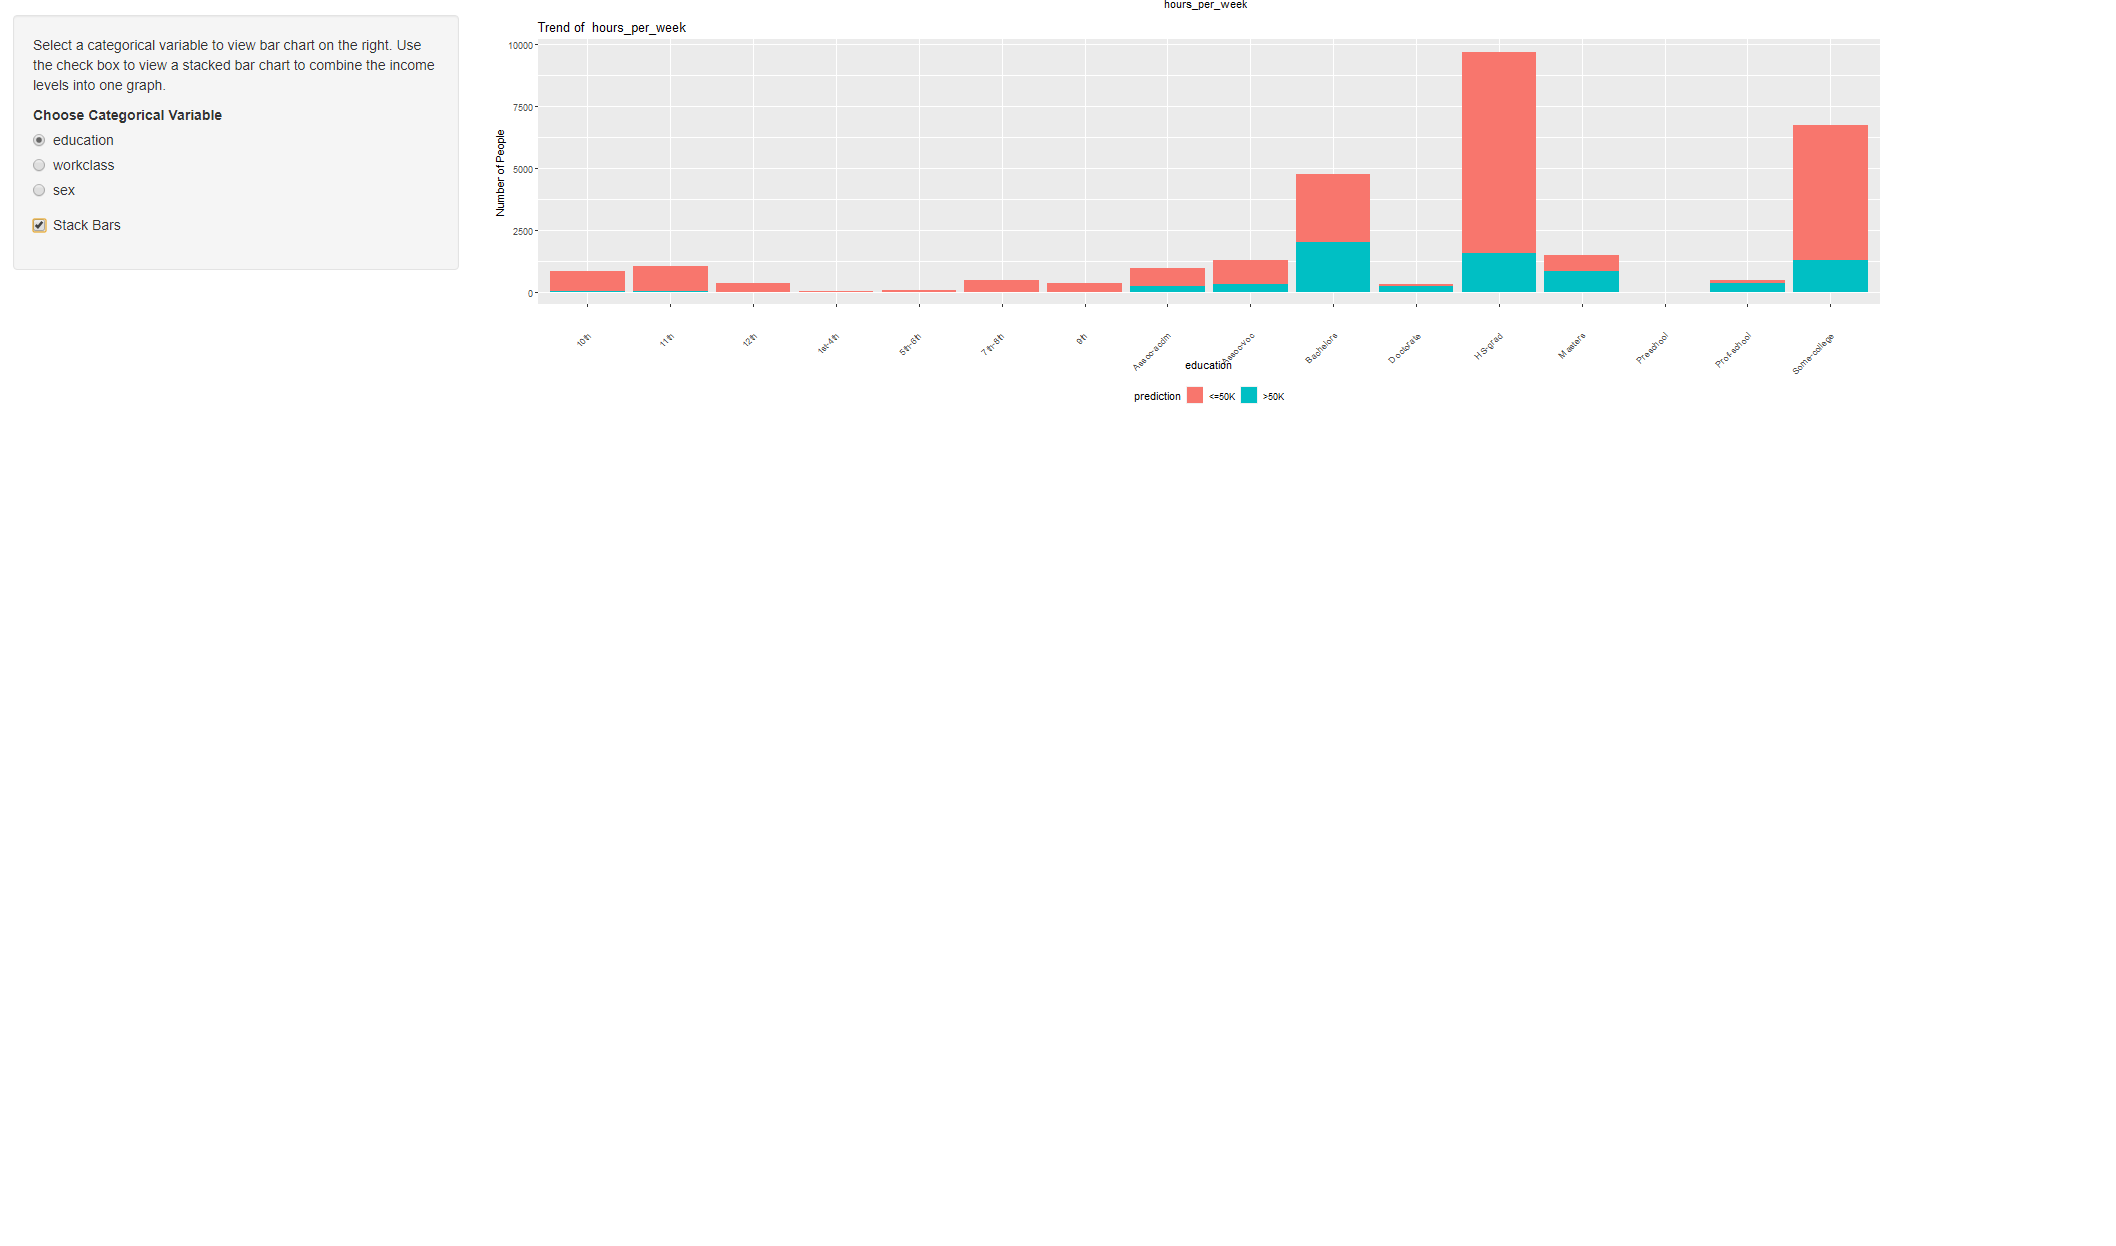 hours_per_week
Select a categorical variable to view bar chart on the right. Use
the check box to view a stacked bar chart to combine the income
levels into one graph.
Choose Categorical Variable
education
workclass
sex
Stack Bars
Trend of  hours_per_week
Number of People
10000
7500
5000
2500
0
10th
11th
12th
1st-4th
5th-6th
7th-8th
9th
Assoc-acdm
Assoc-voc
Bachelors
Doctorate
HS-grad
Masters
Preschool
Prof-school
Some-college
education
prediction <=50K >50K